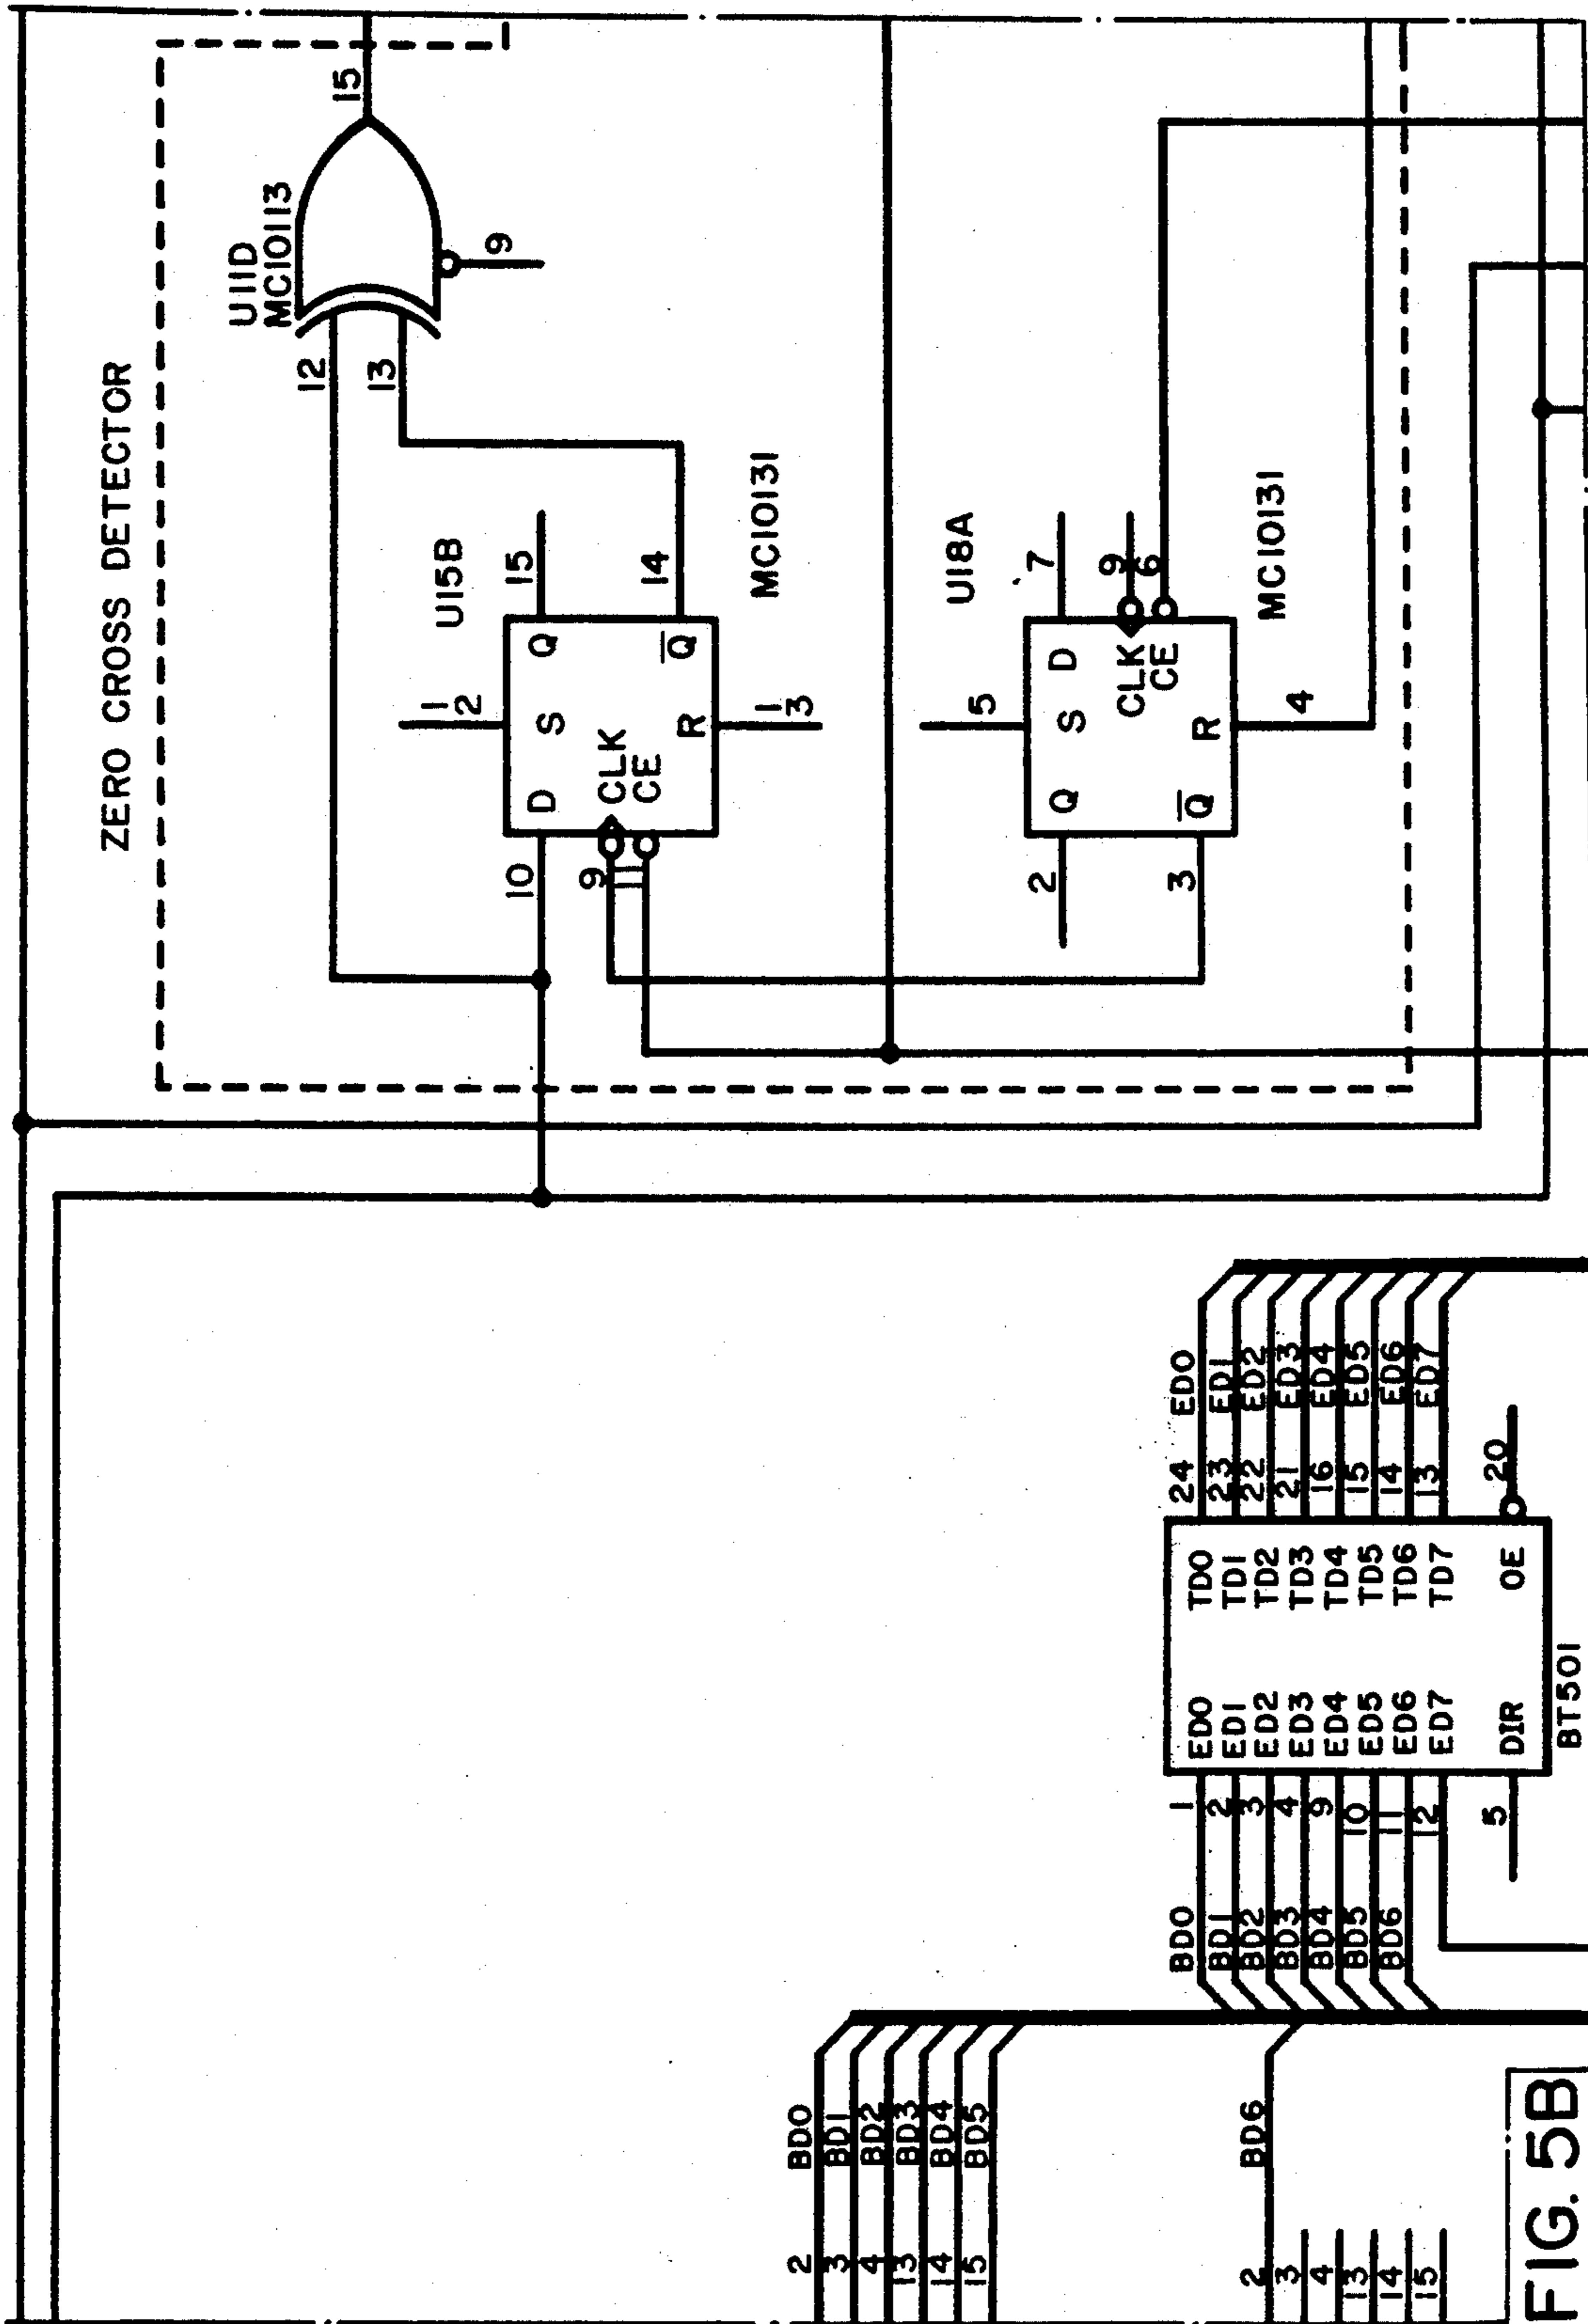 ZERO CROSS DETECTOR
U11D
MC10113
12
13
15
9
U15B
12
10
D
S
Q
15
9
CLK
11
CE
R
Q
14
13
MC10131
U18A
5
2
Q
S
D
7
CLK
9
CE
6
3
Q
R
4
MC10131
BD0
BD1
BD2
BD3
BD4
BD5
2
3
4
13
14
15
BD0 1 ED0 TD0 24 ED0
BD1 2 ED1 TD1 23 ED1
BD2 3 ED2 TD2 22 ED2
BD3 4 ED3 TD3 21 ED3
BD4 9 ED4 TD4 16 ED4
BD5 10 ED5 TD5 15 ED5
BD6 11 ED6 TD6 14 ED6
12 ED7 TD7 13 ED7
5 DIR OE 20
BT501
2 BD6
3
4
13
14
15
FIG. 5B